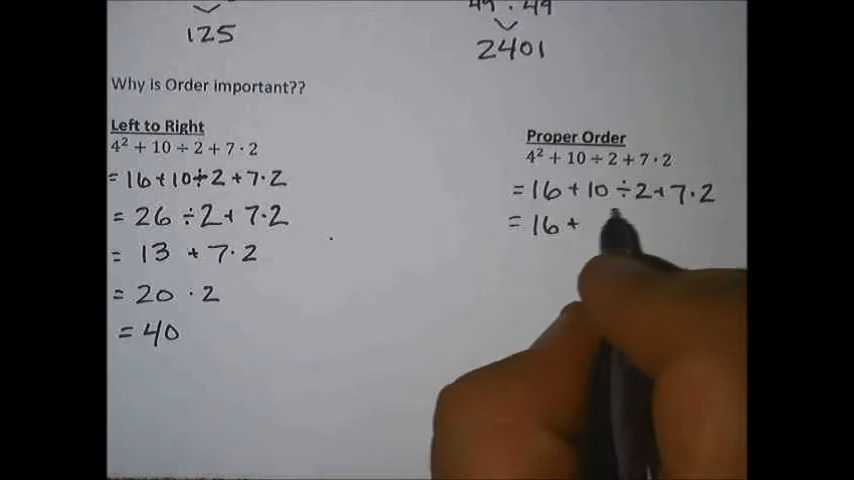 49 . 49
125
2401
Why is Order important??
Left to Right
4² + 10 ÷ 2 + 7 · 2
= 16 + 10 ÷ 2 + 7 · 2
= 26 ÷ 2 + 7 · 2
= 13 + 7 · 2
= 20 · 2
= 40
Proper Order
4² + 10 ÷ 2 + 7 · 2
= 16 + 10 ÷ 2 + 7 · 2
= 16 +